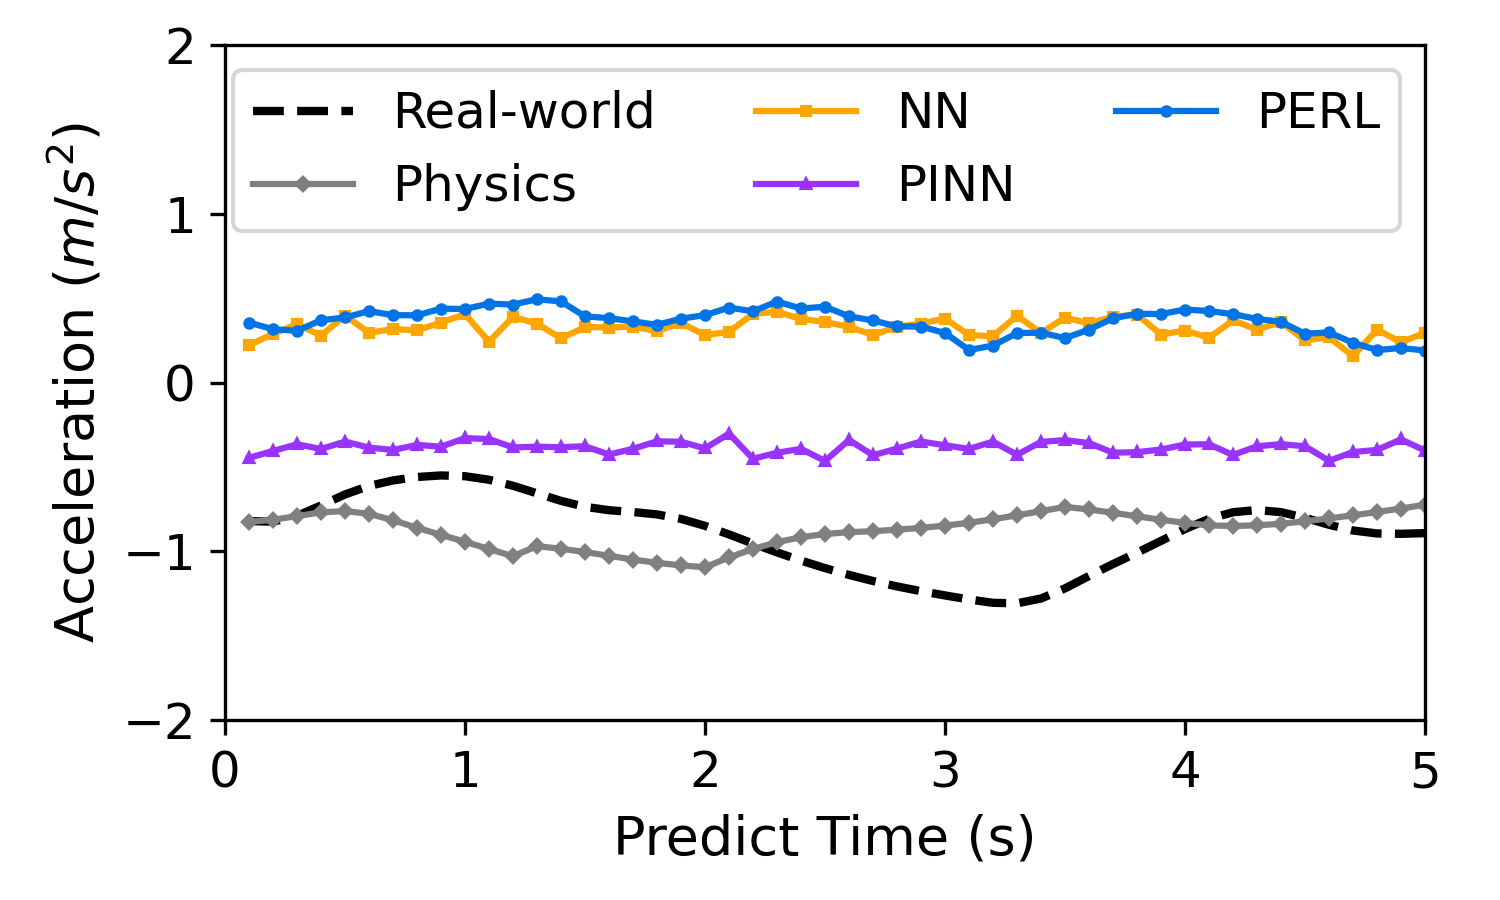 2
1
0
−1
−2
Acceleration (m/s²)
Real-world
Physics
NN
PINN
PERL
0 1 2 3 4 5
Predict Time (s)